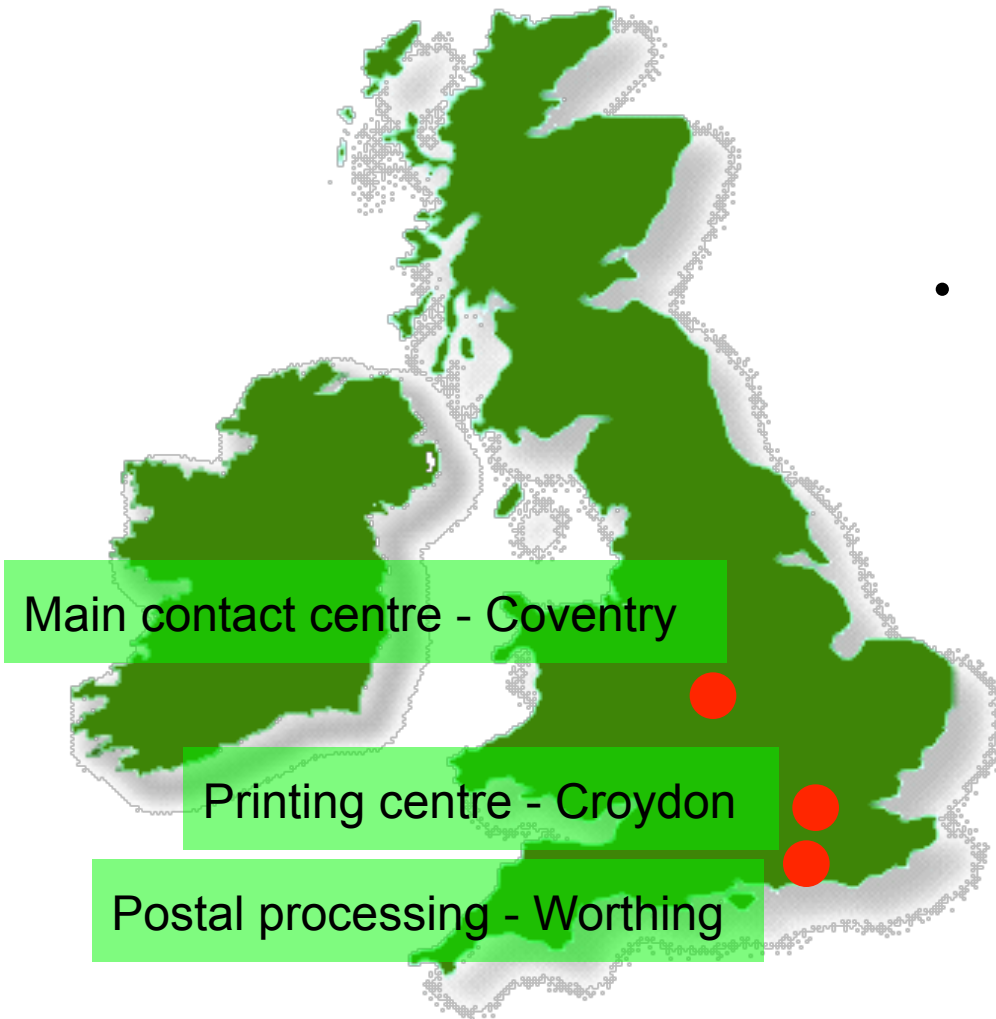 Main contact centre - Coventry
Printing centre - Croydon
Postal processing - Worthing